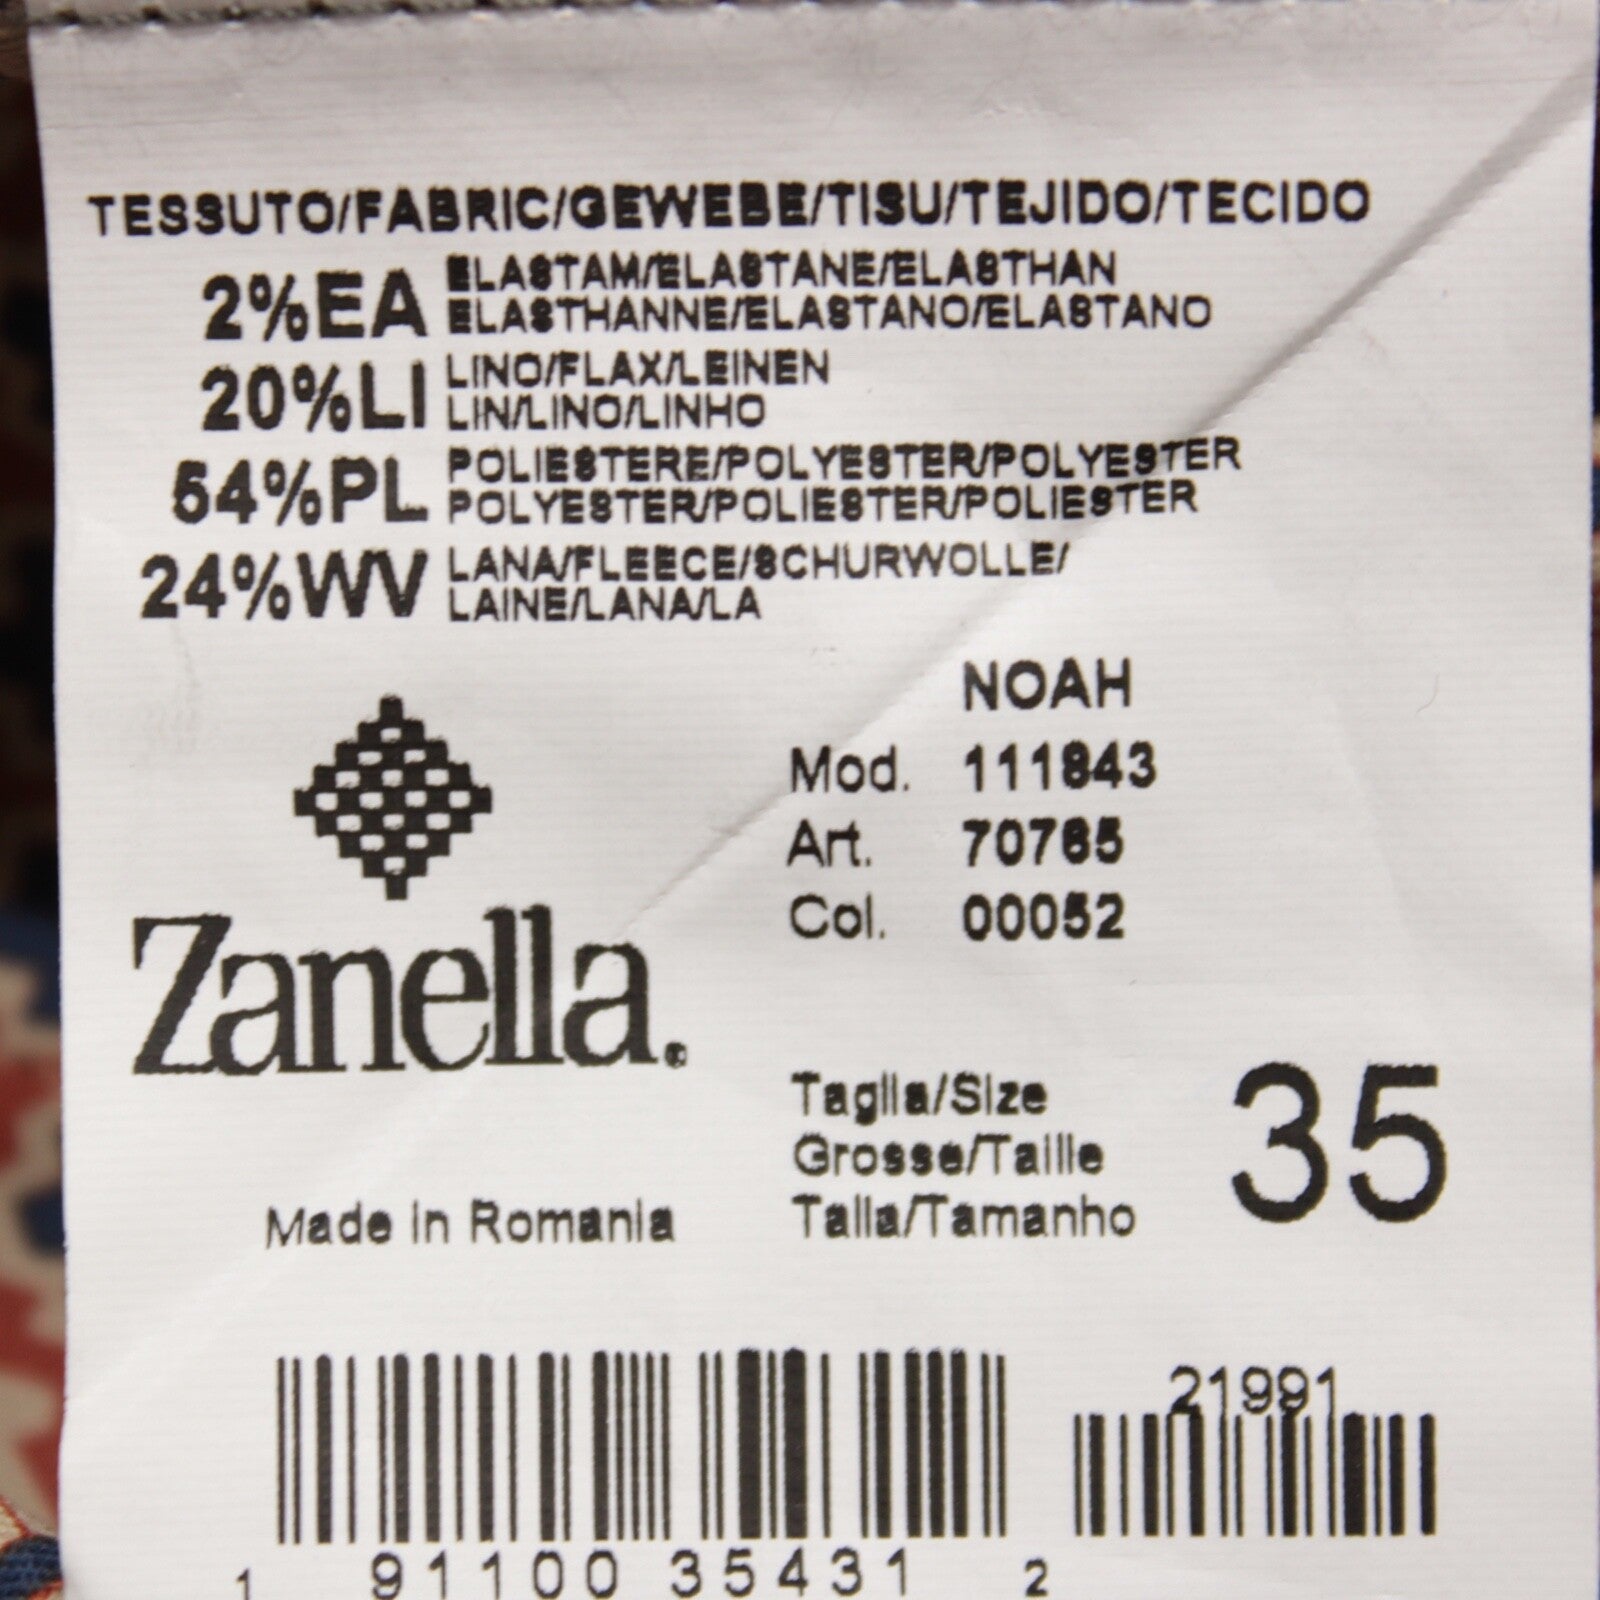 TESSUTO/FABRIC/GEWEBE/TISU/TEJIDO/TECIDO
2%EA ELASTAM/ELASTANE/ELASTHAN
ELASTHANNE/ELASTANO/ELASTANO
20%LI LINO/FLAX/LEINEN
LIN/LINO/LINHO
54%PL POLIESTERE/POLYESTER/POLYESTER
POLYESTER/POLIESTER/POLIESTER
24%WV LANA/FLEECE/SCHURWOLLE/
LAINE/LANA/LA
NOAH
Mod. 111843
Art. 70765
Col. 00052
Zanella.
Taglia/Size
Grosse/Taille
Talla/Tamanho
35
Made in Romania
21991
1 91100 35431 2